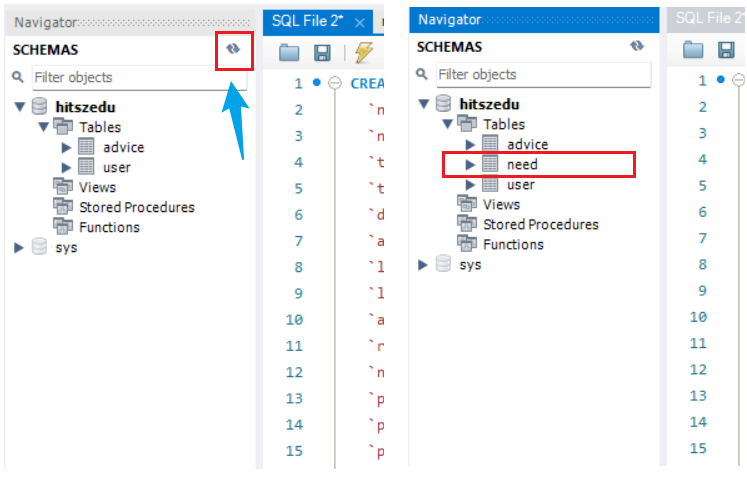 Navigator
SCHEMAS
Filter objects
hitszedu
Tables
advice
user
Views
Stored Procedures
Functions
sys
SQL File 2*
1 CREA
2 `n
3 `n
4 `t
5 `t
6 `d
7 `a
8 `l
9 `l
10 `a
11 `r
12 `n
13 `p
14 `p
15 `p
Navigator
SCHEMAS
Filter objects
hitszedu
Tables
advice
need
user
Views
Stored Procedures
Functions
sys
SQL File 2
1
2
3
4
5
6
7
8
9
10
11
12
13
14
15